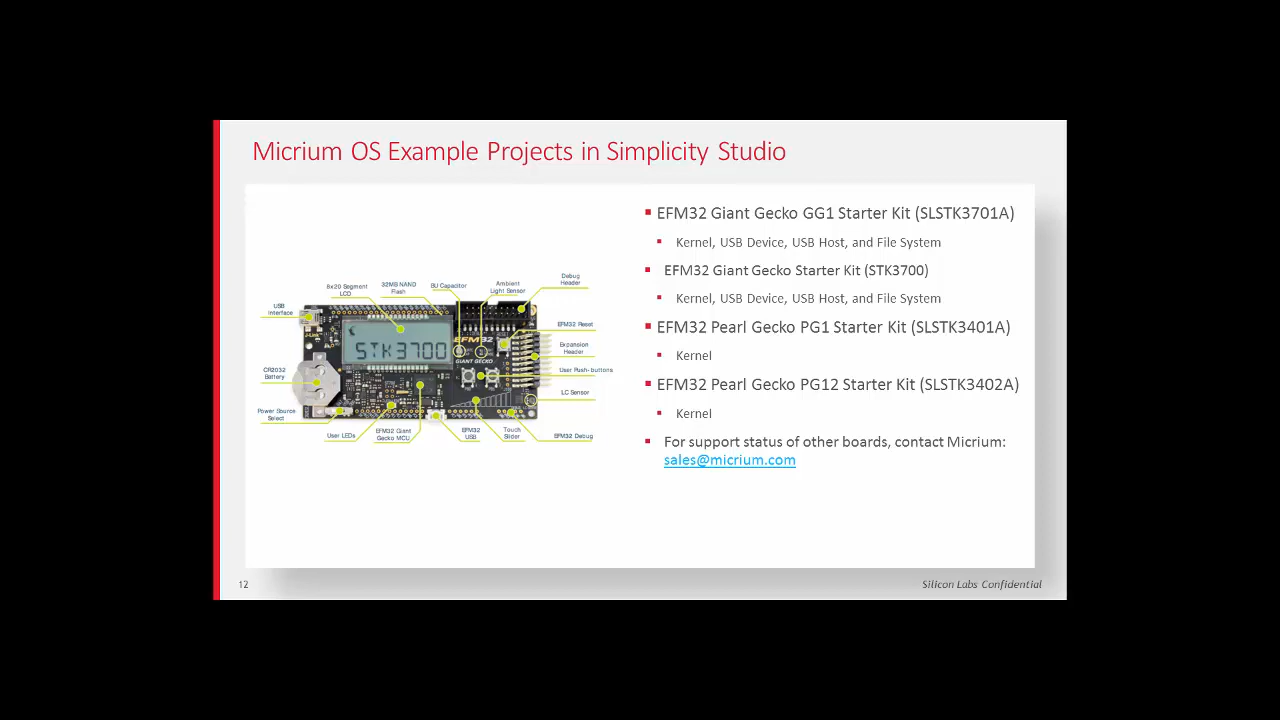 Micrium OS Example Projects in Simplicity Studio
EFM32 Giant Gecko GG1 Starter Kit (SLSTK3701A)
Kernel, USB Device, USB Host, and File System
EFM32 Giant Gecko Starter Kit (STK3700)
Kernel, USB Device, USB Host, and File System
EFM32 Pearl Gecko PG1 Starter Kit (SLSTK3401A)
Kernel
EFM32 Pearl Gecko PG12 Starter Kit (SLSTK3402A)
Kernel
For support status of other boards, contact Micrium:
sales@micrium.com
8x20 Segment
LCD
32MB NAND
Flash
BU Capacitor
Ambient
Light Sensor
Debug
Header
USB
Interface
EFM32 Reset
Expansion
Header
User Push-buttons
LC Sensor
CR2032
Battery
Power Source
Select
User LEDs
EFM32 Giant
Gecko MCU
EFM32
USB
Touch
Slider
EFM32 Debug
STK3700
EFM32
GIANT GECKO
12
Silicon Labs Confidential